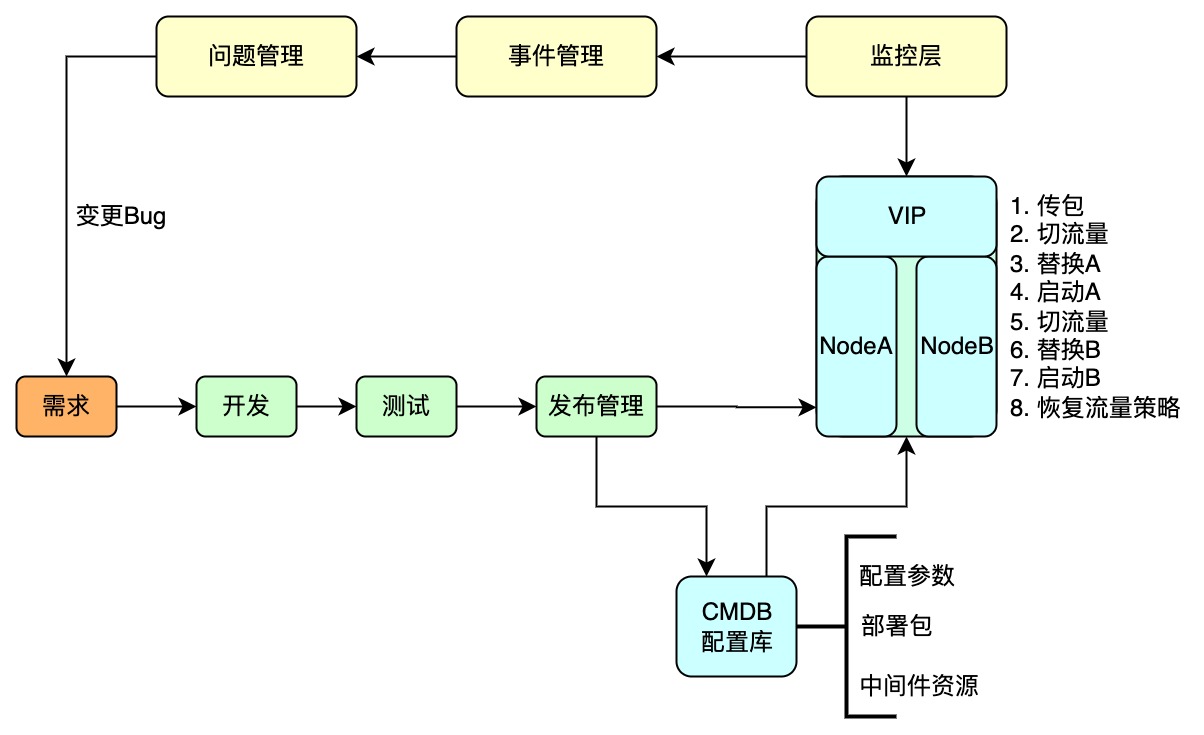 问题管理
事件管理
监控层
变更Bug
VIP
NodeA
NodeB
1. 传包
2. 切流量
3. 替换A
4. 启动A
5. 切流量
6. 替换B
7. 启动B
8. 恢复流量策略
需求
开发
测试
发布管理
CMDB
配置库
配置参数
部署包
中间件资源